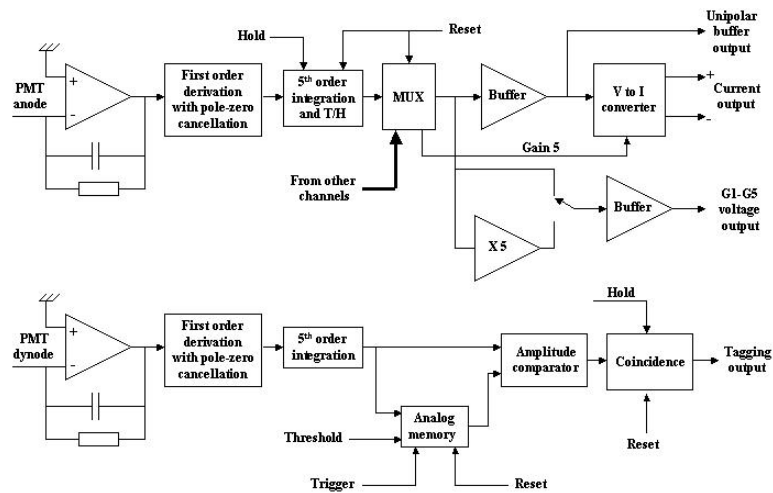 Unipolar
buffer
output
Hold
Reset
PMT
anode
+
-
First order
derivation
with pole-zero
cancellation
5th order
integration
and T/H
MUX
Buffer
V to I
converter
+
Current
output
-
Gain 5
From other
channels
X 5
Buffer
G1-G5
voltage
output
Hold
PMT
dynode
+
-
First order
derivation
with pole-zero
cancellation
5th order
integration
Amplitude
comparator
Coincidence
Tagging
output
Threshold
Analog
memory
Reset
Trigger
Reset